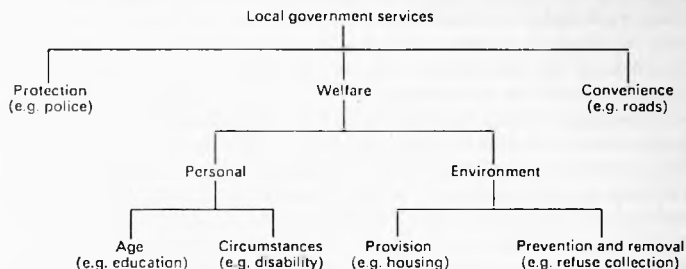 Local government services
Protection
(e.g. police)
Welfare
Convenience
(e.g. roads)
Personal
Environment
Age
(e.g. education)
Circumstances
(e.g. disability)
Provision
(e.g. housing)
Prevention and removal
(e.g. refuse collection)